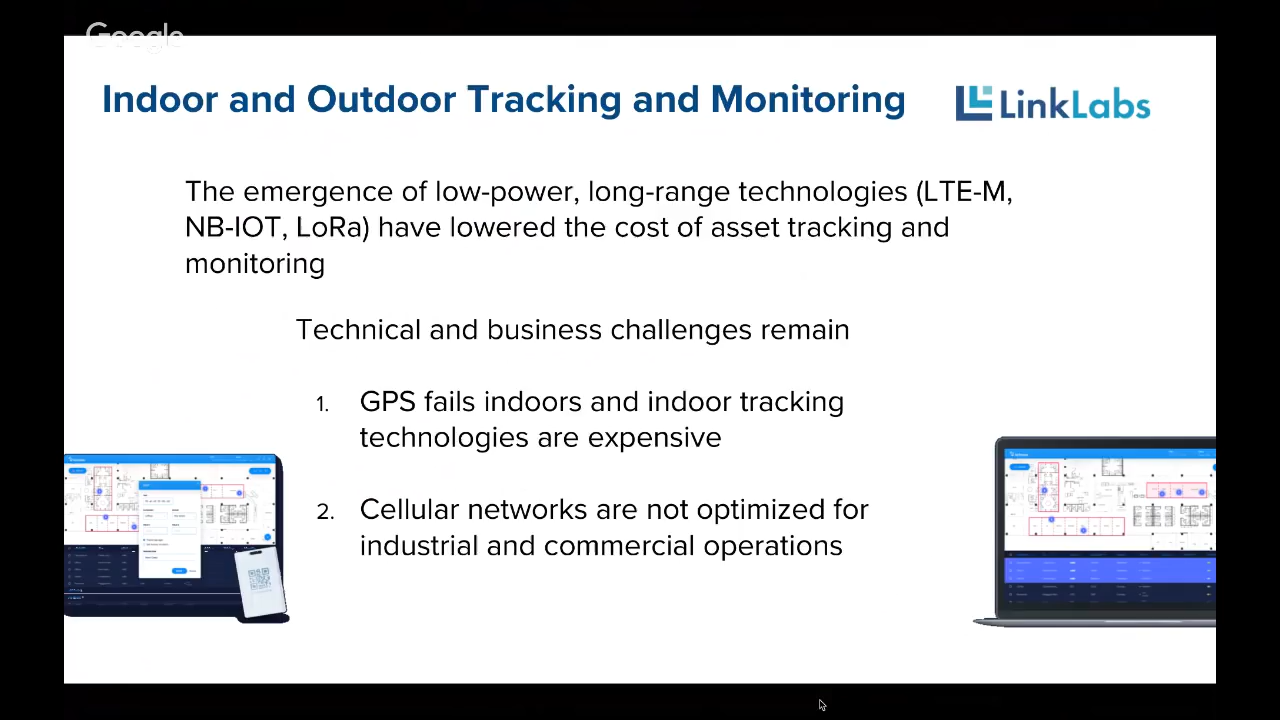 Google
Indoor and Outdoor Tracking and Monitoring
LinkLabs
The emergence of low-power, long-range technologies (LTE-M,
NB-IOT, LoRa) have lowered the cost of asset tracking and
monitoring
Technical and business challenges remain
1. GPS fails indoors and indoor tracking
technologies are expensive
2. Cellular networks are not optimized for
industrial and commercial operations